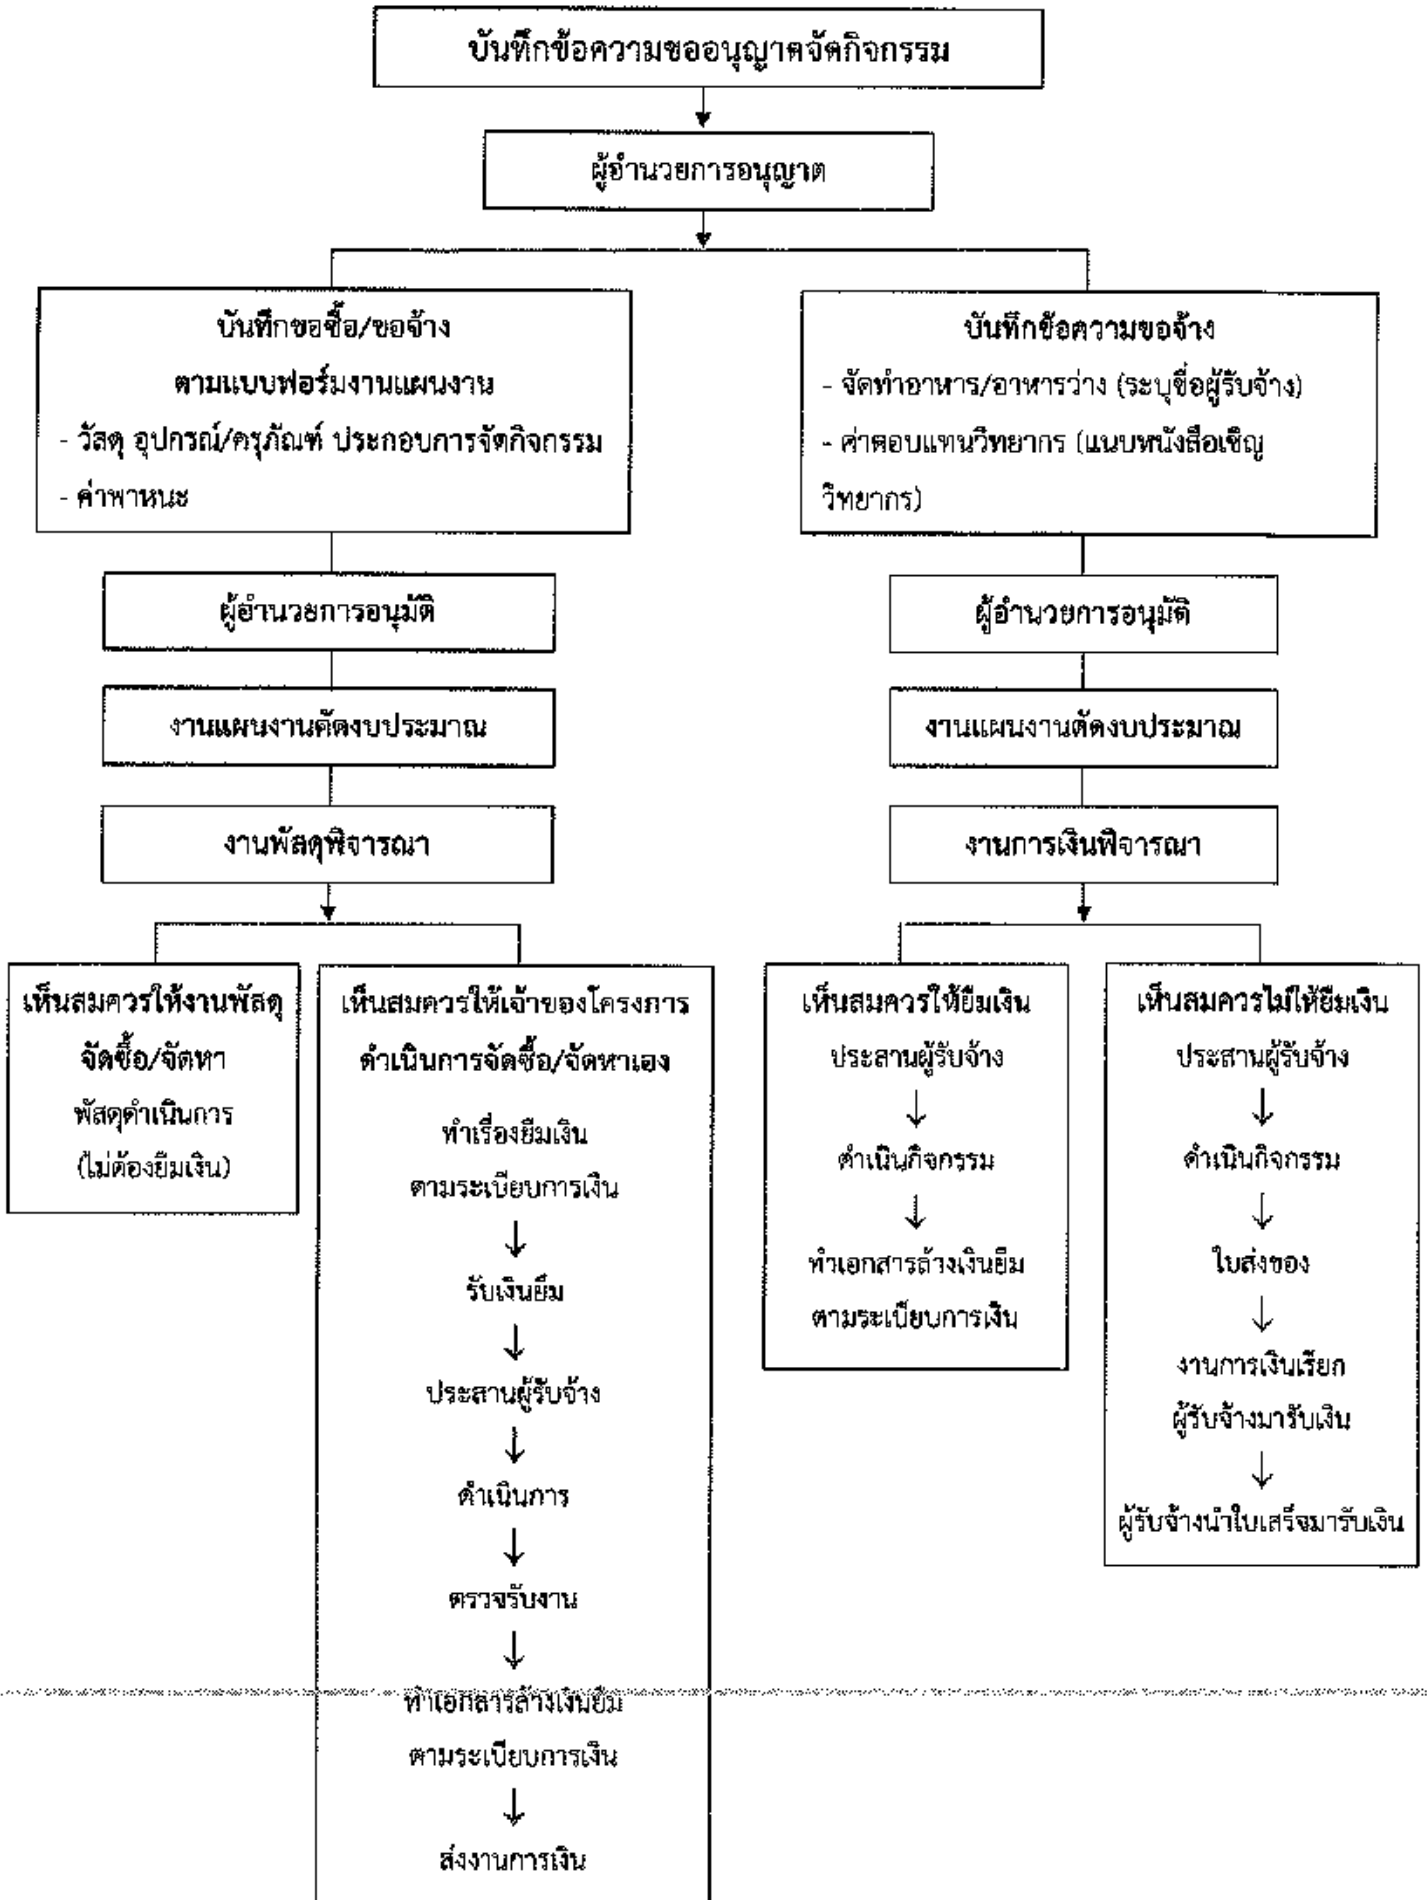 บันทึกข้อความขออนุญาตจัดกิจกรรม
ผู้อำนวยการอนุญาต
บันทึกขอซื้อ/ขอจ้าง
ตามแบบฟอร์มงานแผนงาน
- วัสดุ อุปกรณ์/ครุภัณฑ์ ประกอบการจัดกิจกรรม
- ค่าพาหนะ
ผู้อำนวยการอนุมัติ
งานแผนงานตัดงบประมาณ
งานพัสดุพิจารณา
เห็นสมควรให้งานพัสดุ
จัดซื้อ/จัดหา
พัสดุดำเนินการ
(ไม่ต้องยืมเงิน)
เห็นสมควรให้เจ้าของโครงการ
ดำเนินการจัดซื้อ/จัดหาเอง
ทำเรื่องยืมเงิน
ตามระเบียบการเงิน
↓
รับเงินยืม
↓
ประสานผู้รับจ้าง
↓
ดำเนินการ
↓
ตรวจรับงาน
↓
ทำเอกสารล้างเงินยืม
ตามระเบียบการเงิน
↓
ส่งงานการเงิน
บันทึกข้อความขอจ้าง
- จัดทำอาหาร/อาหารว่าง (ระบุชื่อผู้รับจ้าง)
- ค่าตอบแทนวิทยากร (แนบหนังสือเชิญ
วิทยากร)
ผู้อำนวยการอนุมัติ
งานแผนงานตัดงบประมาณ
งานการเงินพิจารณา
เห็นสมควรให้ยืมเงิน
ประสานผู้รับจ้าง
↓
ดำเนินกิจกรรม
↓
ทำเอกสารล้างเงินยืม
ตามระเบียบการเงิน
เห็นสมควรไม่ให้ยืมเงิน
ประสานผู้รับจ้าง
↓
ดำเนินกิจกรรม
↓
ใบส่งของ
↓
งานการเงินเรียก
ผู้รับจ้างมารับเงิน
↓
ผู้รับจ้างนำใบเสร็จมารับเงิน